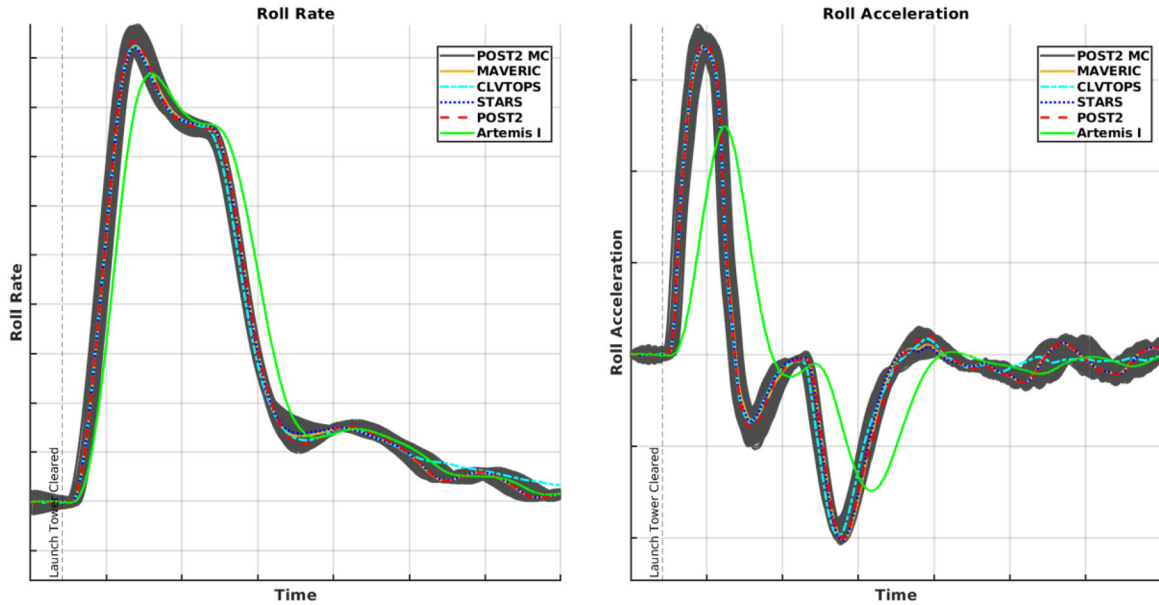 Roll Rate
Roll Rate
Launch Tower Cleared
POST2 MC
MAVERIC
CLVTOPS
STARS
POST2
Artemis I
Time
Roll Acceleration
Roll Acceleration
Launch Tower Cleared
POST2 MC
MAVERIC
CLVTOPS
STARS
POST2
Artemis I
Time